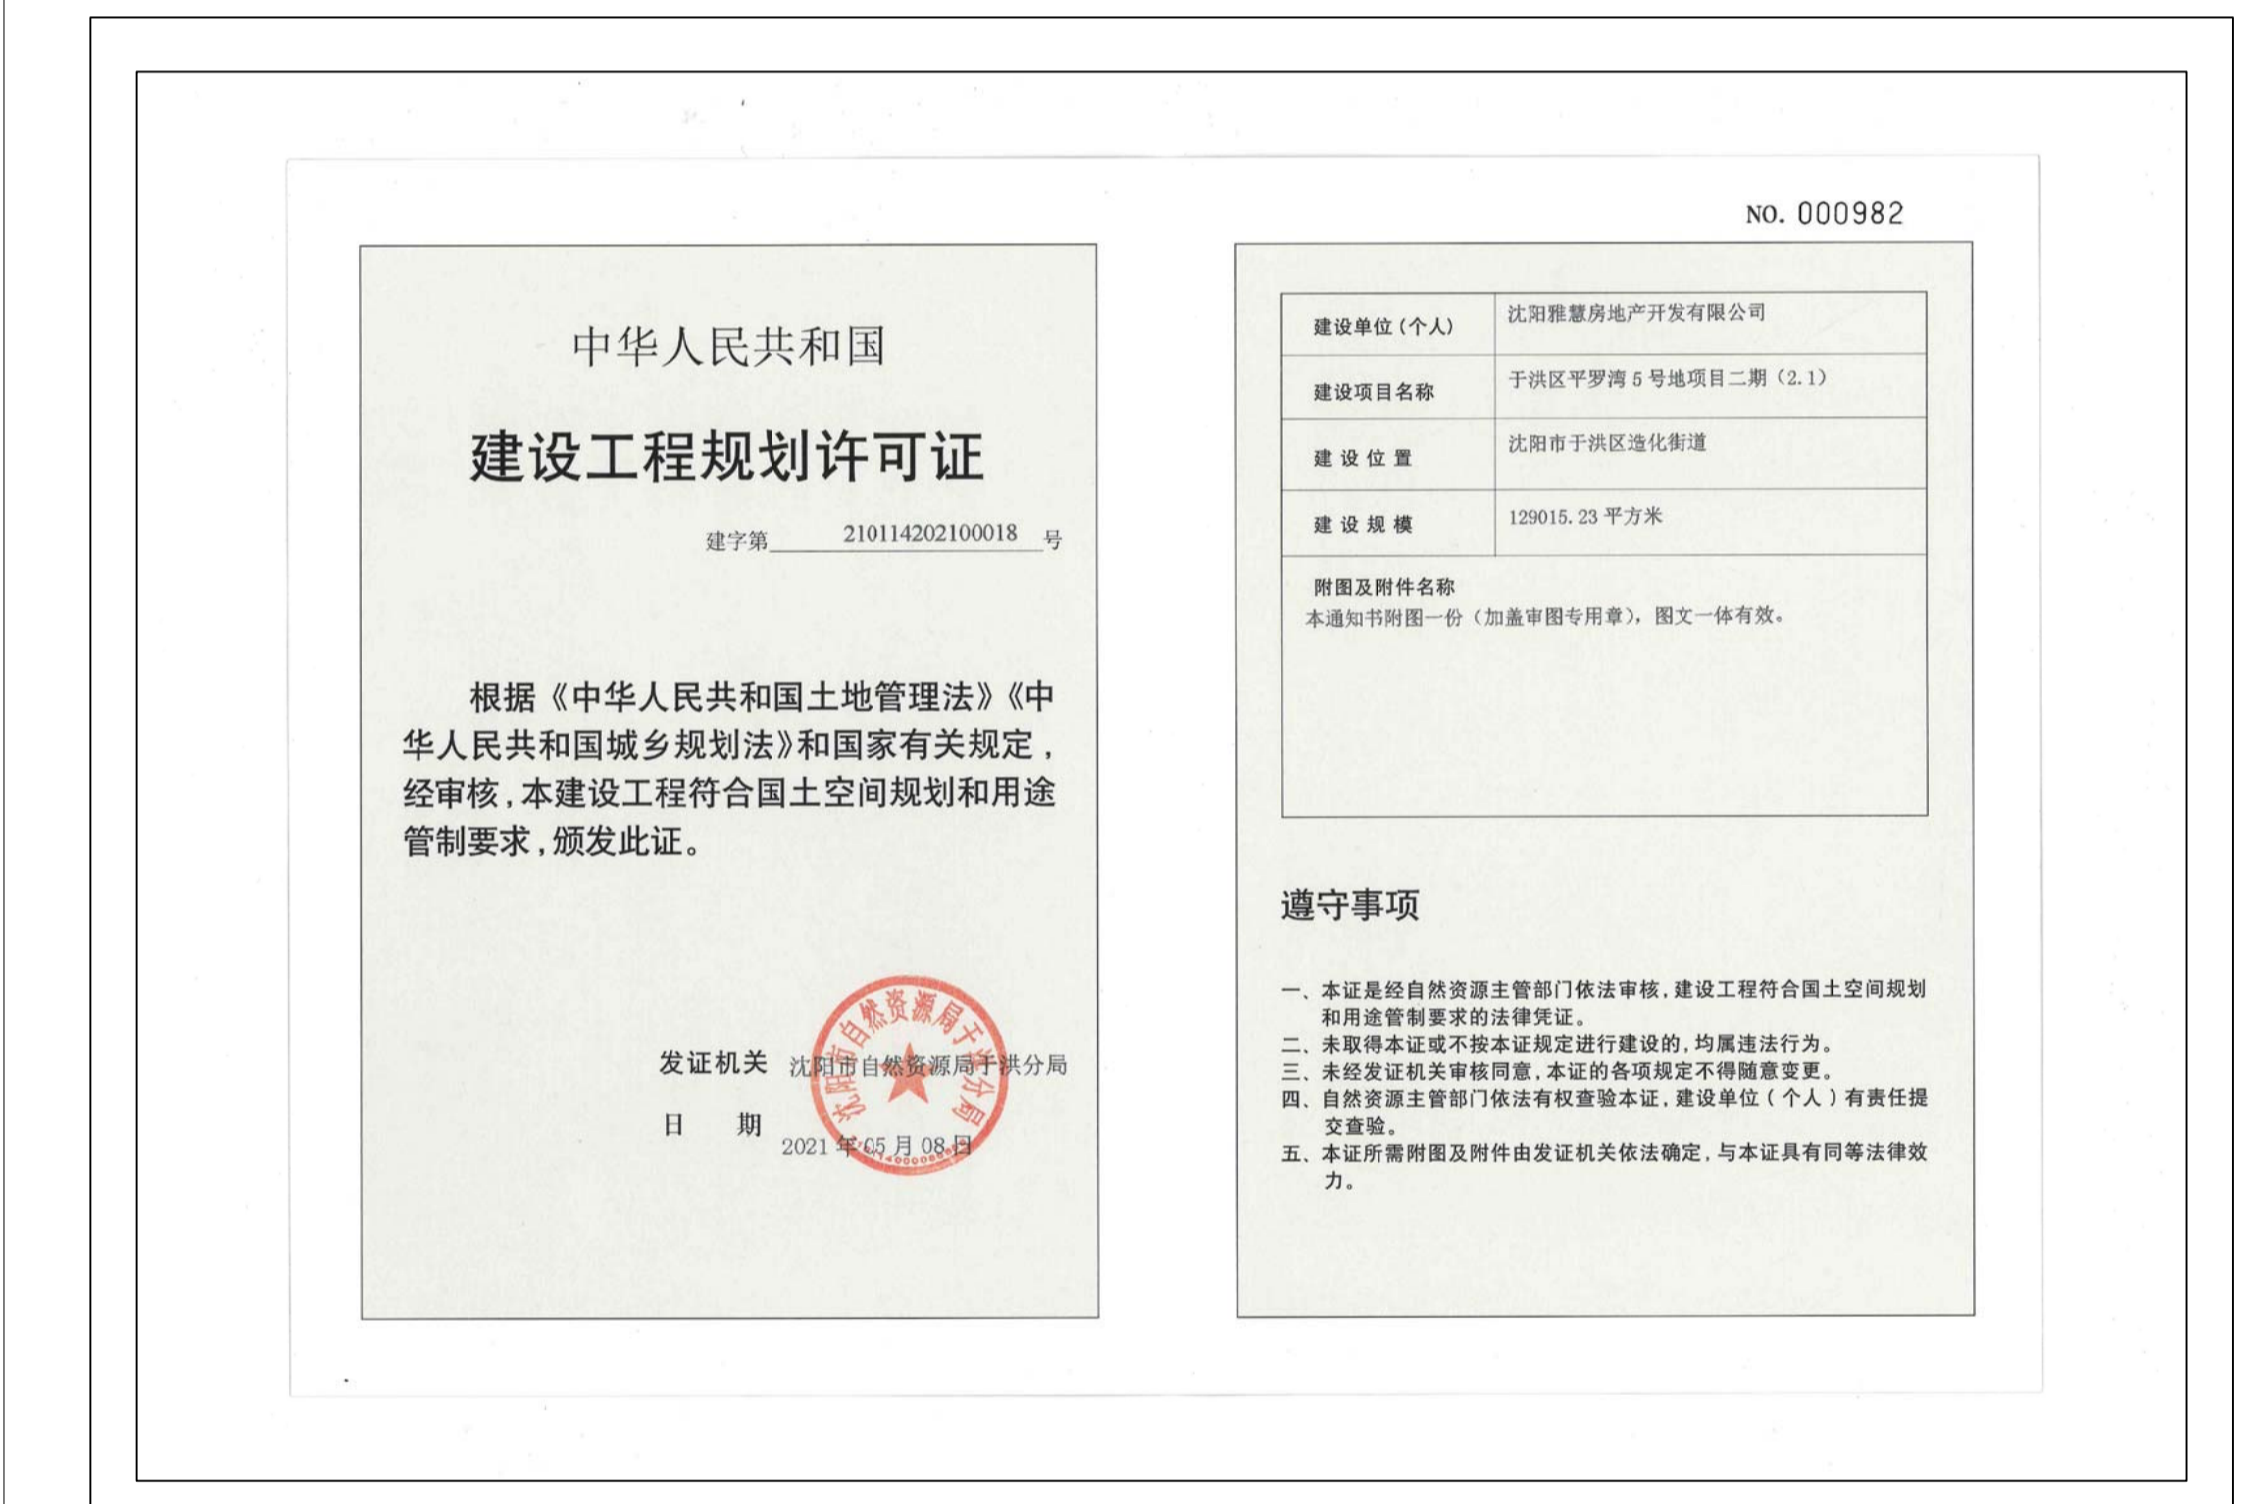 中华人民共和国
建设工程规划许可证
建字第 210114202100018 号
根据《中华人民共和国土地管理法》《中
华人民共和国城乡规划法》和国家有关规定,
经审核,本建设工程符合国土空间规划和用途
管制要求,颁发此证。
发证机关 沈阳市自然资源局于洪分局
日 期 2021 年 05 月 08 日
沈阳市自然资源局于洪分局
NO. 000982
建设单位(个人) 沈阳雅慧房地产开发有限公司
建设项目名称 于洪区平罗湾 5 号地项目二期(2.1)
建设位置 沈阳市于洪区造化街道
建设规模 129015.23 平方米
附图及附件名称
本通知书附图一份(加盖审图专用章),图文一体有效。
遵守事项
一、本证是经自然资源主管部门依法审核,建设工程符合国土空间规划
和用途管制要求的法律凭证。
二、未取得本证或不按本证规定进行建设的,均属违法行为。
三、未经发证机关审核同意,本证的各项规定不得随意变更。
四、自然资源主管部门依法有权查验本证,建设单位(个人)有责任提
交查验。
五、本证所需附图及附件由发证机关依法确定,与本证具有同等法律效
力。